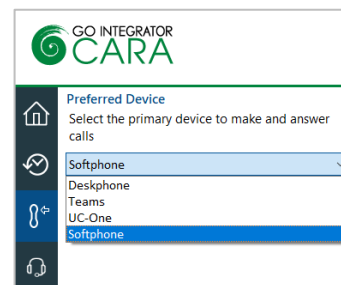 GO INTEGRATOR
CARA
Preferred Device
Select the primary device to make and answer
calls
Softphone
Deskphone
Teams
UC-One
Softphone